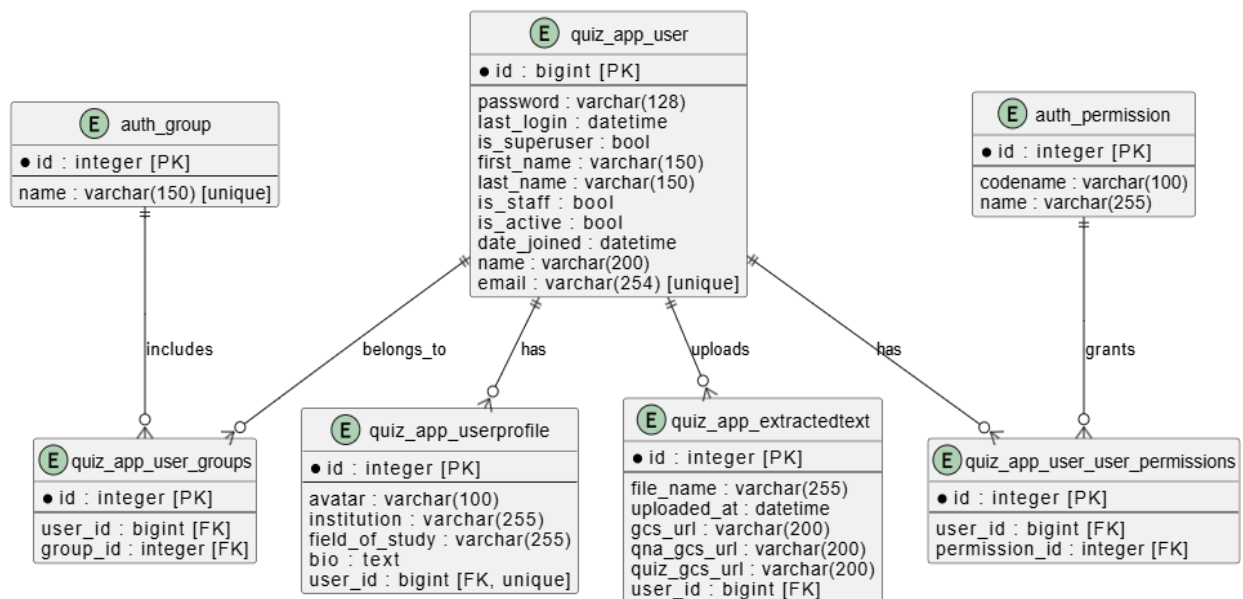 E quiz_app_user
id : bigint [PK]
password : varchar(128)
last_login : datetime
is_superuser : bool
first_name : varchar(150)
last_name : varchar(150)
is_staff : bool
is_active : bool
date_joined : datetime
name : varchar(200)
email : varchar(254) [unique]
E auth_group
id : integer [PK]
name : varchar(150) [unique]
E auth_permission
id : integer [PK]
codename : varchar(100)
name : varchar(255)
includes
belongs_to
has
uploads
has
grants
E quiz_app_user_groups
id : integer [PK]
user_id : bigint [FK]
group_id : integer [FK]
E quiz_app_userprofile
id : integer [PK]
avatar : varchar(100)
institution : varchar(255)
field_of_study : varchar(255)
bio : text
user_id : bigint [FK, unique]
E quiz_app_extractedtext
id : integer [PK]
file_name : varchar(255)
uploaded_at : datetime
gcs_url : varchar(200)
qna_gcs_url : varchar(200)
quiz_gcs_url : varchar(200)
user_id : bigint [FK]
E quiz_app_user_user_permissions
id : integer [PK]
user_id : bigint [FK]
permission_id : integer [FK]